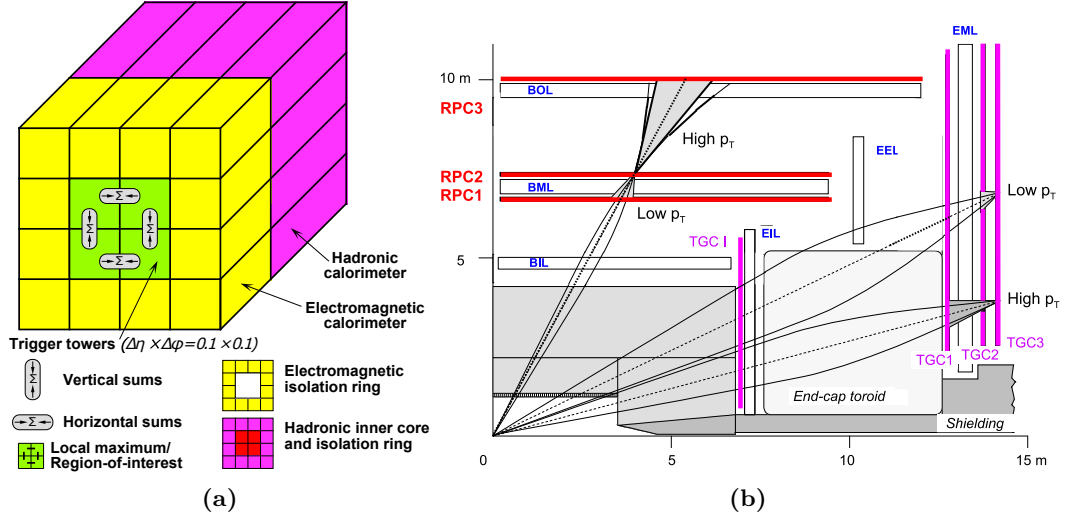 Σ
Σ
Σ
Σ
Hadronic
calorimeter
Electromagnetic
calorimeter
Trigger towers (Δη ×Δφ=0.1 ×0.1)
Σ
Vertical sums
Σ
Horizontal sums
Local maximum/
Region-of-interest
Electromagnetic
isolation ring
Hadronic inner core
and isolation ring
(a)
EML
10 m
BOL
RPC3
High pT
EEL
RPC2
BML
RPC1
Low pT
Low pT
TGC I
EIL
5
BIL
High pT
TGC1
TGC2
TGC3
End-cap toroid
Shielding
0
5
10
15 m
(b)